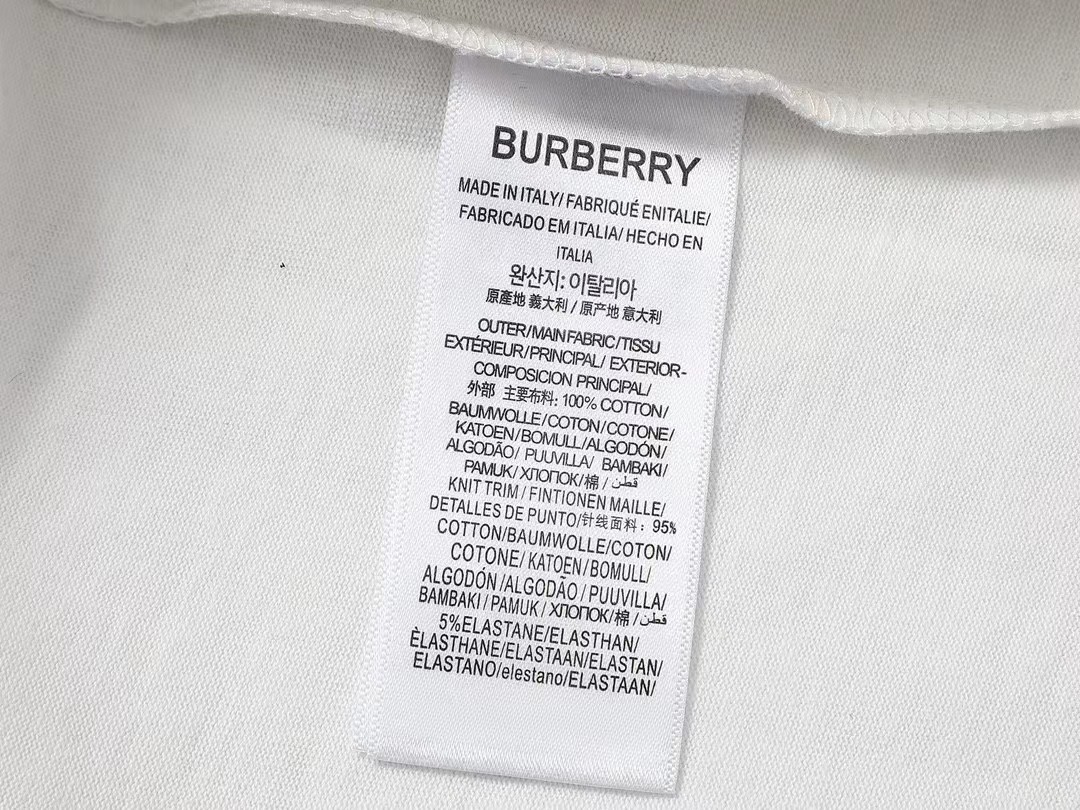 BURBERRY
MADE IN ITALY/ FABRIQUÉ ENITALIE/
FABRICADO EM ITALIA/ HECHO EN
ITALIA
완산지: 이탈리아
原產地 義大利 / 原产地 意大利
OUTER/MAIN FABRIC/TISSU
EXTÉRIEUR/PRINCIPAL/ EXTERIOR-
COMPOSICION PRINCIPAL/
外部 主要布料: 100% COTTON/
BAUMWOLLE/COTON/COTONE/
KATOEN/BOMULL/ALGODÓN/
ALGODÃO/ PUUVILLA/ BAMBAKI/
PAMUK/ХЛОПОК/棉 / قطن
KNIT TRIM / FINTIONEN MAILLE/
DETALLES DE PUNTO/针线面料: 95%
COTTON/BAUMWOLLE/COTON/
COTONE/ KATOEN/BOMULL/
ALGODÓN/ALGODÃO / PUUVILLA/
BAMBAKI / PAMUK / ХЛОПОК/棉 / قطن
5%ELASTANE/ELASTHAN/
ÈLASTHANE/ELASTAAN/ELASTAN/
ELASTANO/elestano/ELASTAAN/